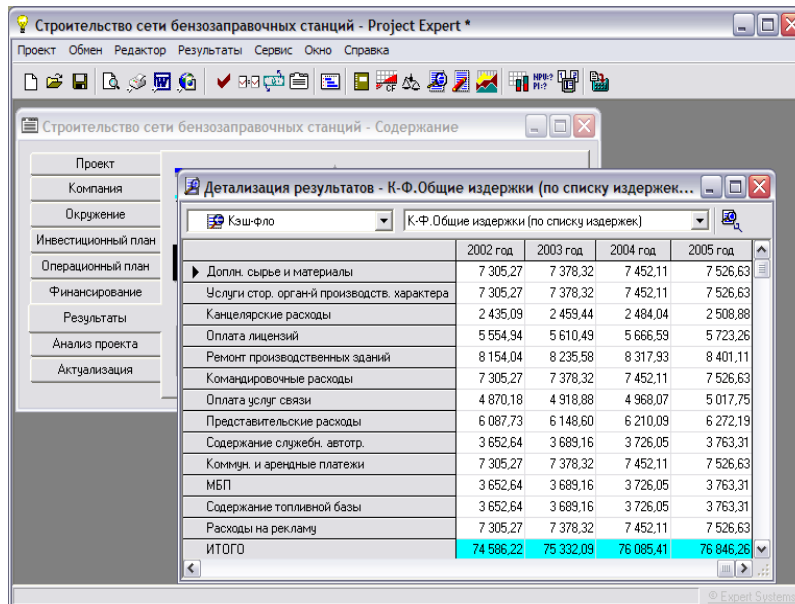 Строительство сети бензозаправочных станций - Project Expert *
Проект Обмен Редактор Результаты Сервис Окно Справка
NPV:?
PI:?
CF
Строительство сети бензозаправочных станций - Содержание
Проект
Компания
Окружение
Инвестиционный план
Операционный план
Финансирование
Результаты
Анализ проекта
Актуализация
Детализация результатов - К-Ф.Общие издержки (по списку издержек...
Кэш-фло К-Ф.Общие издержки (по списку издержек)
2002 год 2003 год 2004 год 2005 год
Доплн. сырье и материалы 7 305,27 7 378,32 7 452,11 7 526,63
Услуги стор. орган-й производств. характера 7 305,27 7 378,32 7 452,11 7 526,63
Канцелярские расходы 2 435,09 2 459,44 2 484,04 2 508,88
Оплата лицензий 5 554,94 5 610,49 5 666,59 5 723,26
Ремонт производственных зданий 8 154,04 8 235,58 8 317,93 8 401,11
Командировочные расходы 7 305,27 7 378,32 7 452,11 7 526,63
Оплата услуг связи 4 870,18 4 918,88 4 968,07 5 017,75
Представительские расходы 6 087,73 6 148,60 6 210,09 6 272,19
Содержание служебн. автотр. 3 652,64 3 689,16 3 726,05 3 763,31
Коммун. и арендные платежи 7 305,27 7 378,32 7 452,11 7 526,63
МБП 3 652,64 3 689,16 3 726,05 3 763,31
Содержание топливной базы 3 652,64 3 689,16 3 726,05 3 763,31
Расходы на рекламу 7 305,27 7 378,32 7 452,11 7 526,63
ИТОГО 74 586,22 75 332,09 76 085,41 76 846,26
© Expert Systems